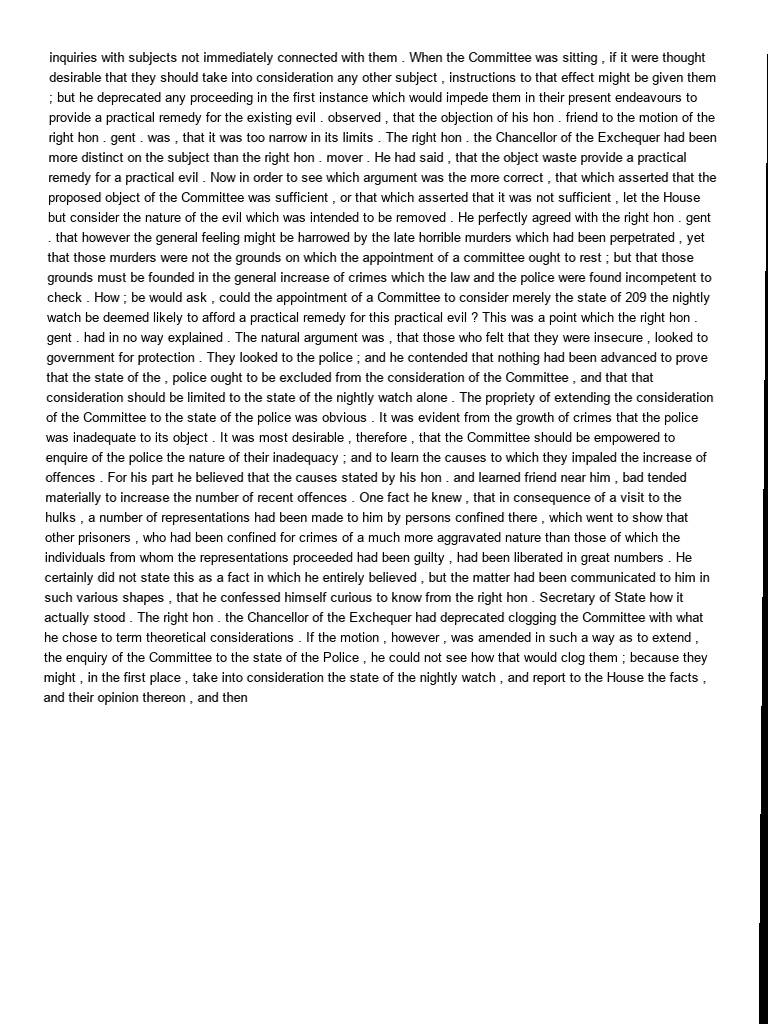 inquiries with subjects not immediately connected with them . When the Committee was sitting , if it were thought
desirable that they should take into consideration any other subject , instructions to that effect might be given them
; but he deprecated any proceeding in the first instance which would impede them in their present endeavours to
provide a practical remedy for the existing evil . observed , that the objection of his hon . friend to the motion of the
right hon . gent . was , that it was too narrow in its limits . The right hon . the Chancellor of the Exchequer had been
more distinct on the subject than the right hon . mover . He had said , that the object waste provide a practical
remedy for a practical evil . Now in order to see which argument was the more correct , that which asserted that the
proposed object of the Committee was sufficient , or that which asserted that it was not sufficient , let the House
but consider the nature of the evil which was intended to be removed . He perfectly agreed with the right hon . gent
. that however the general feeling might be harrowed by the late horrible murders which had been perpetrated , yet
that those murders were not the grounds on which the appointment of a committee ought to rest ; but that those
grounds must be founded in the general increase of crimes which the law and the police were found incompetent to
check . How ; be would ask , could the appointment of a Committee to consider merely the state of 209 the nightly
watch be deemed likely to afford a practical remedy for this practical evil ? This was a point which the right hon .
gent . had in no way explained . The natural argument was , that those who felt that they were insecure , looked to
government for protection . They looked to the police ; and he contended that nothing had been advanced to prove
that the state of the , police ought to be excluded from the consideration of the Committee , and that that
consideration should be limited to the state of the nightly watch alone . The propriety of extending the consideration
of the Committee to the state of the police was obvious . It was evident from the growth of crimes that the police
was inadequate to its object . It was most desirable , therefore , that the Committee should be empowered to
enquire of the police the nature of their inadequacy ; and to learn the causes to which they impaled the increase of
offences . For his part he believed that the causes stated by his hon . and learned friend near him , bad tended
materially to increase the number of recent offences . One fact he knew , that in consequence of a visit to the
hulks , a number of representations had been made to him by persons confined there , which went to show that
other prisoners , who had been confined for crimes of a much more aggravated nature than those of which the
individuals from whom the representations proceeded had been guilty , had been liberated in great numbers . He
certainly did not state this as a fact in which he entirely believed , but the matter had been communicated to him in
such various shapes , that he confessed himself curious to know from the right hon . Secretary of State how it
actually stood . The right hon . the Chancellor of the Exchequer had deprecated clogging the Committee with what
he chose to term theoretical considerations . If the motion , however , was amended in such a way as to extend ,
the enquiry of the Committee to the state of the Police , he could not see how that would clog them ; because they
might , in the first place , take into consideration the state of the nightly watch , and report to the House the facts ,
and their opinion thereon , and then